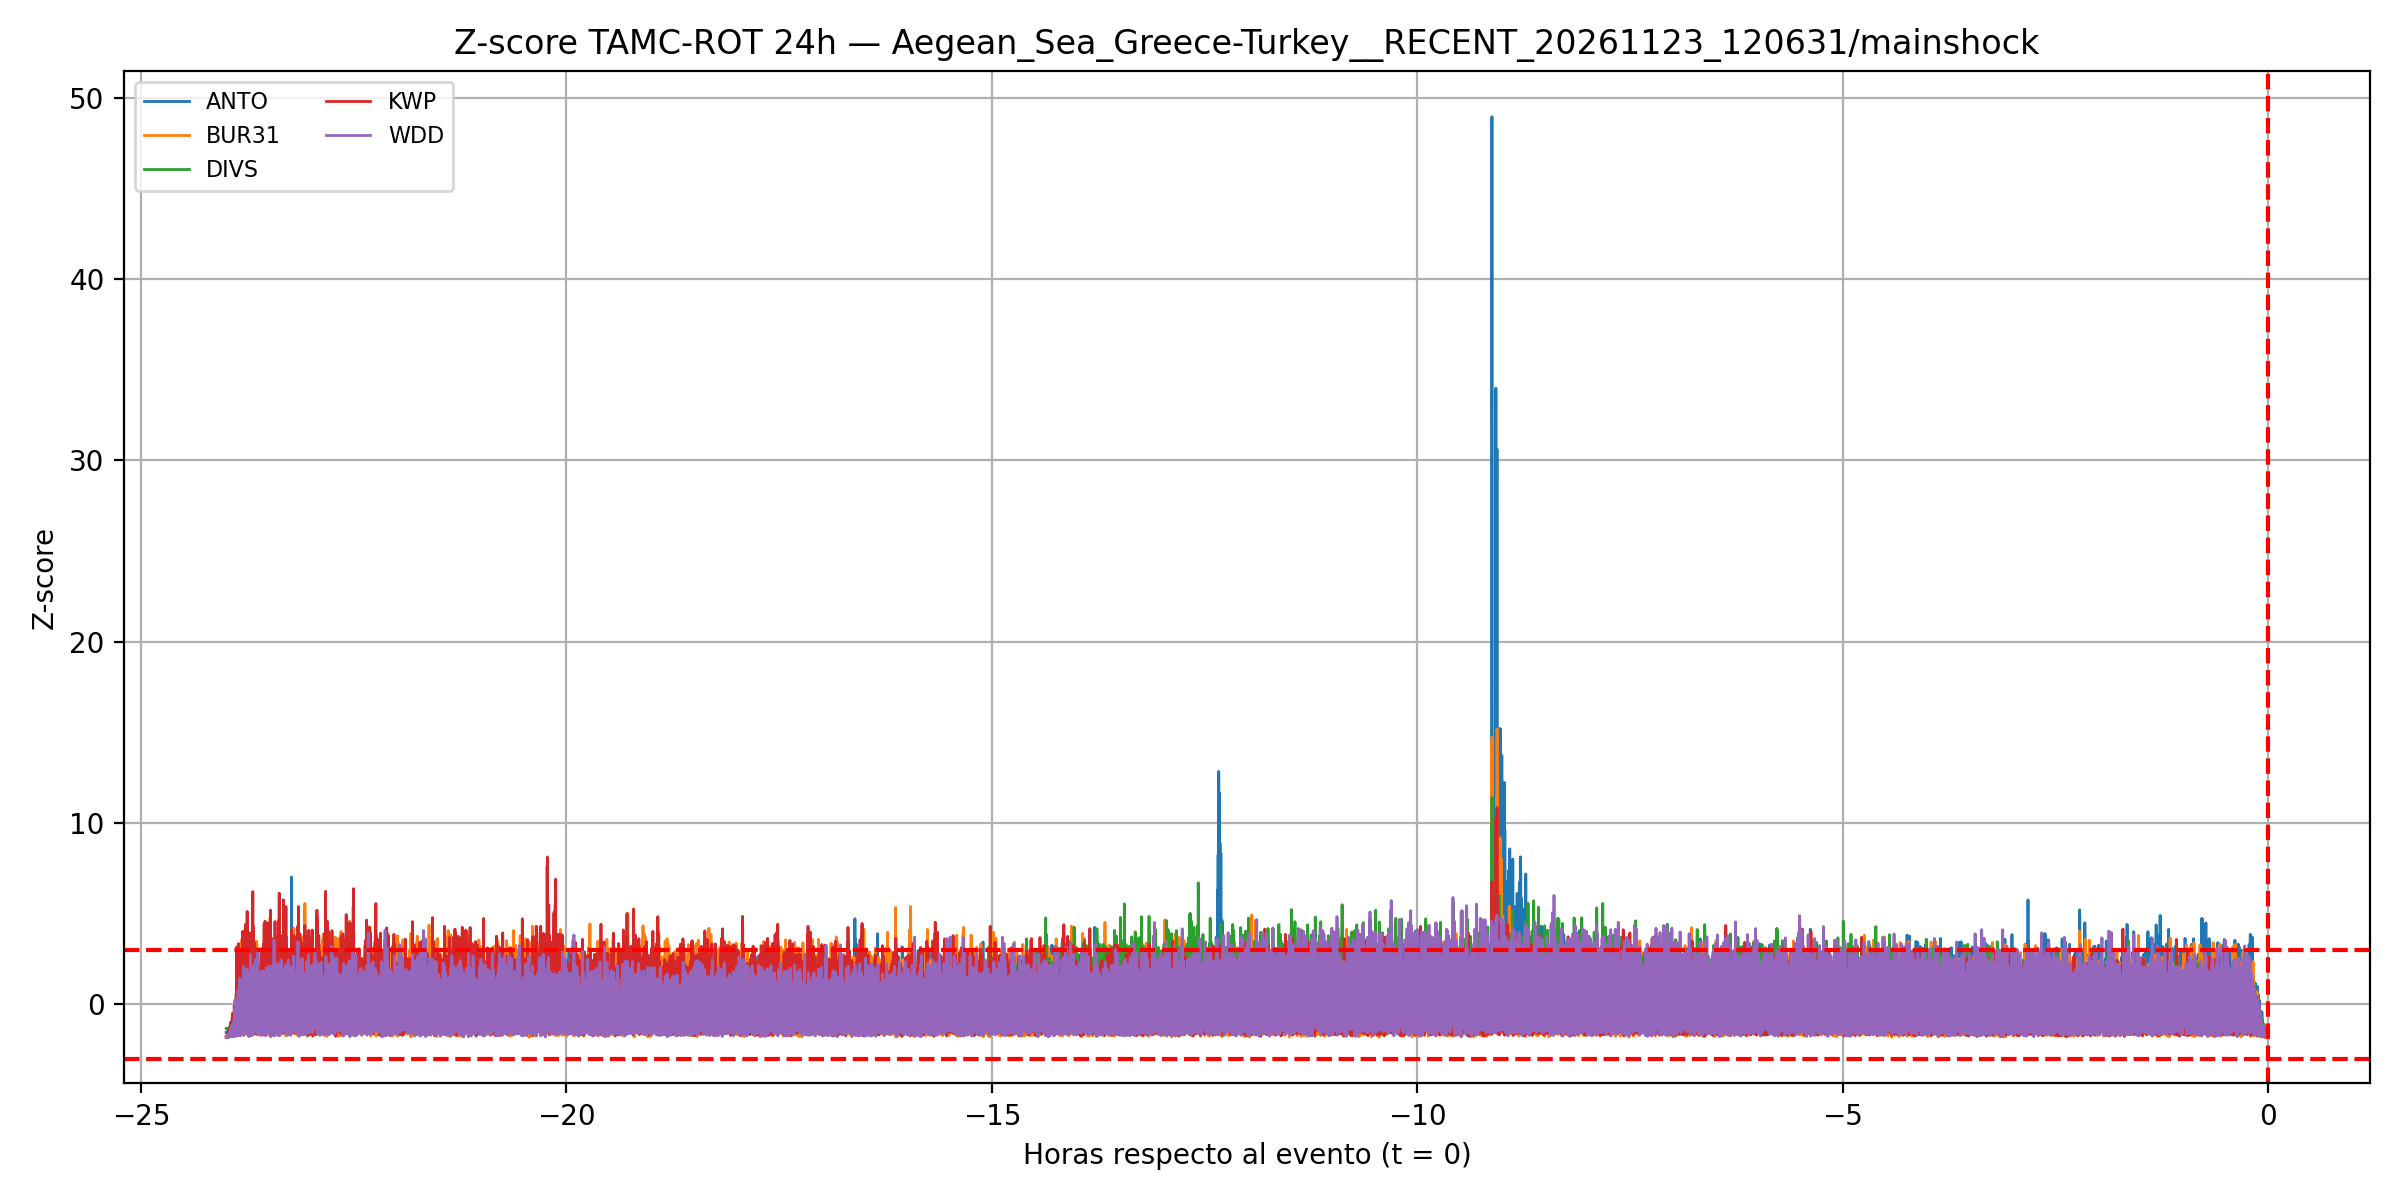 Z-score TAMC-ROT 24h — Aegean_Sea_Greece-Turkey__RECENT_20261123_120631/mainshock
ANTO
BUR31
DIVS
KWP
WDD
50
40
30
20
10
0
Z-score
−25
−20
−15
−10
−5
0
Horas respecto al evento (t = 0)